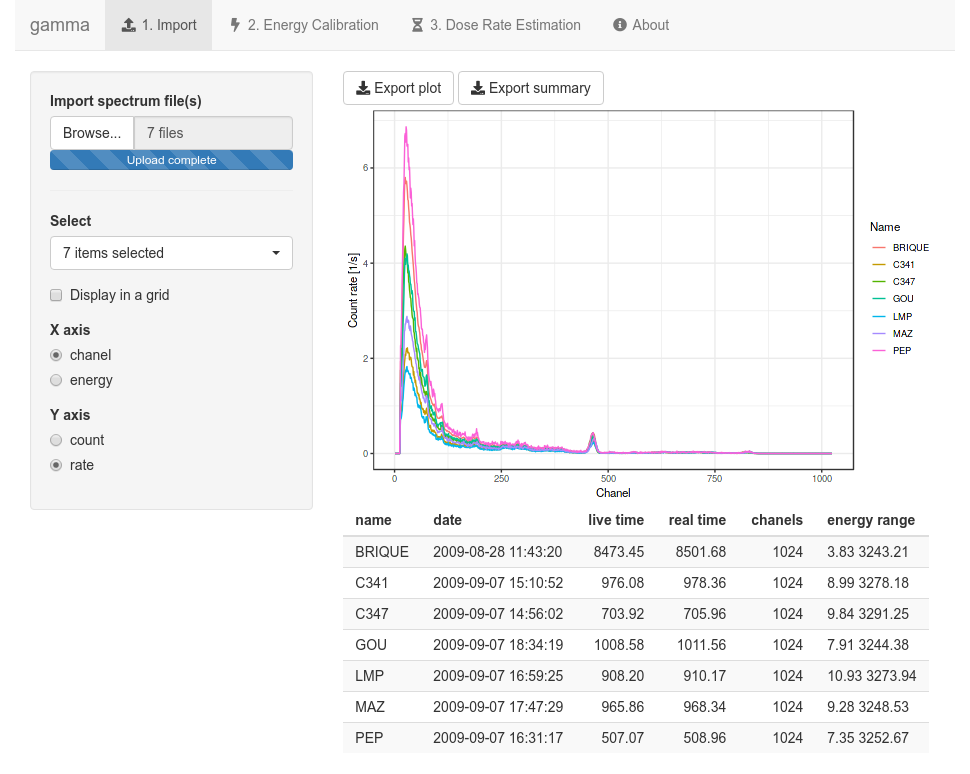 gamma 1. Import 2. Energy Calibration 3. Dose Rate Estimation About
Import spectrum file(s)
Browse... 7 files
Upload complete
Select
7 items selected
Display in a grid
X axis
chanel
energy
Y axis
count
rate
Export plot Export summary
Count rate [1/s]
6
4
2
0
0 250 500 750 1000
Chanel
Name
BRIQUE
C341
C347
GOU
LMP
MAZ
PEP
name date live time real time chanels energy range
BRIQUE 2009-08-28 11:43:20 8473.45 8501.68 1024 3.83 3243.21
C341 2009-09-07 15:10:52 976.08 978.36 1024 8.99 3278.18
C347 2009-09-07 14:56:02 703.92 705.96 1024 9.84 3291.25
GOU 2009-09-07 18:34:19 1008.58 1011.56 1024 7.91 3244.38
LMP 2009-09-07 16:59:25 908.20 910.17 1024 10.93 3273.94
MAZ 2009-09-07 17:47:29 965.86 968.34 1024 9.28 3248.53
PEP 2009-09-07 16:31:17 507.07 508.96 1024 7.35 3252.67